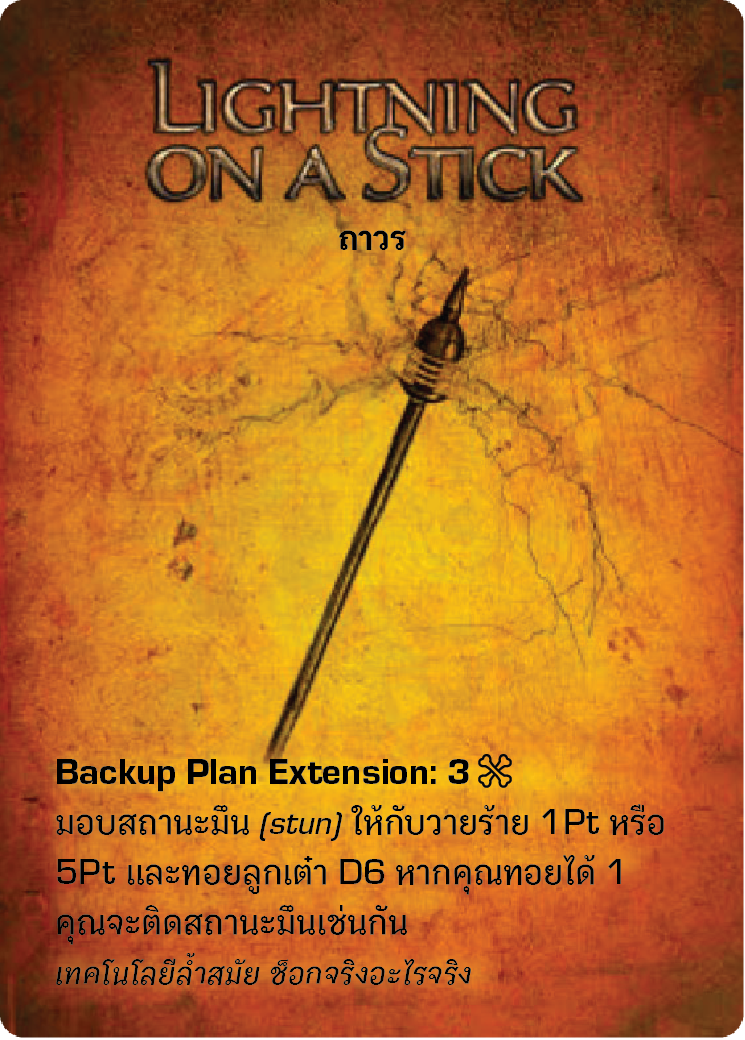 LIGHTNING
ON A STICK
ถาวร
Backup Plan Extension: 3
มอบสถานะมึน (stun) ให้กับวายร้าย 1Pt หรือ
5Pt และทอยลูกเต๋า D6 หากคุณทอยได้ 1
คุณจะติดสถานะมึนเช่นกัน
เทคโนโลยีล้ำสมัย ช็อกจริงอะไรจริง